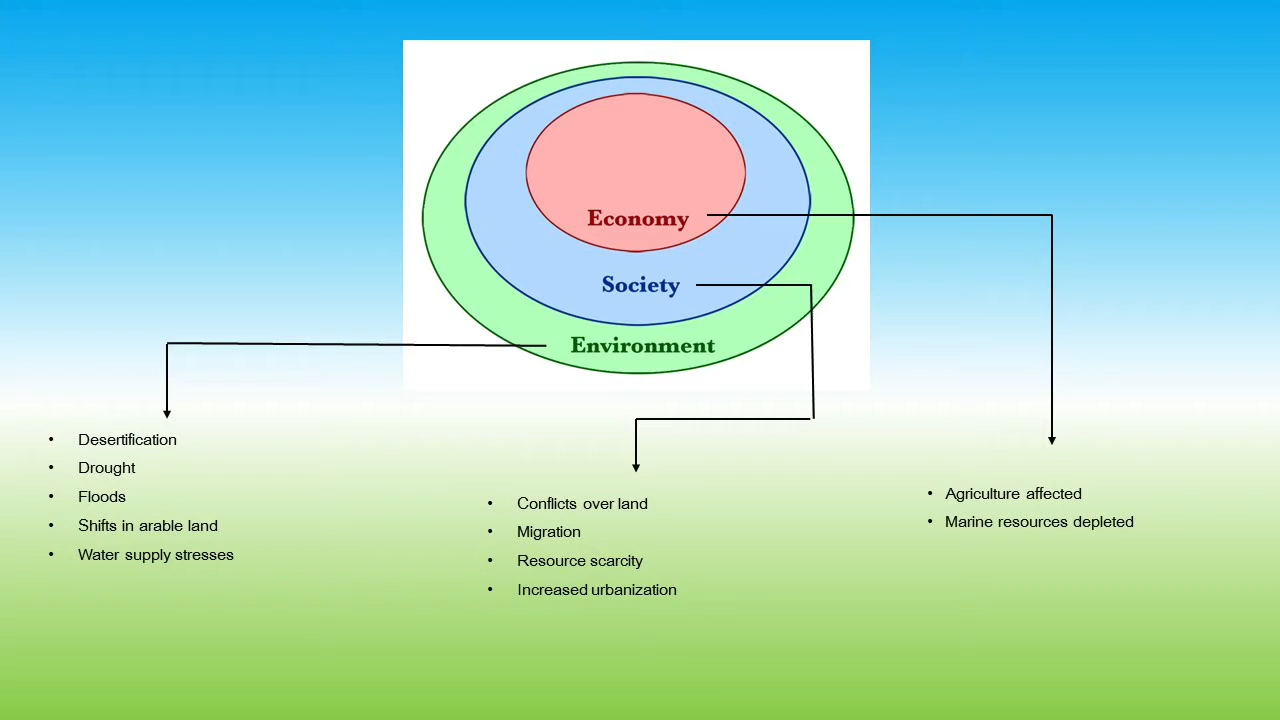 Economy
Society
Environment
• Desertification
• Drought
• Floods
• Shifts in arable land
• Water supply stresses
• Conflicts over land
• Migration
• Resource scarcity
• Increased urbanization
• Agriculture affected
• Marine resources depleted